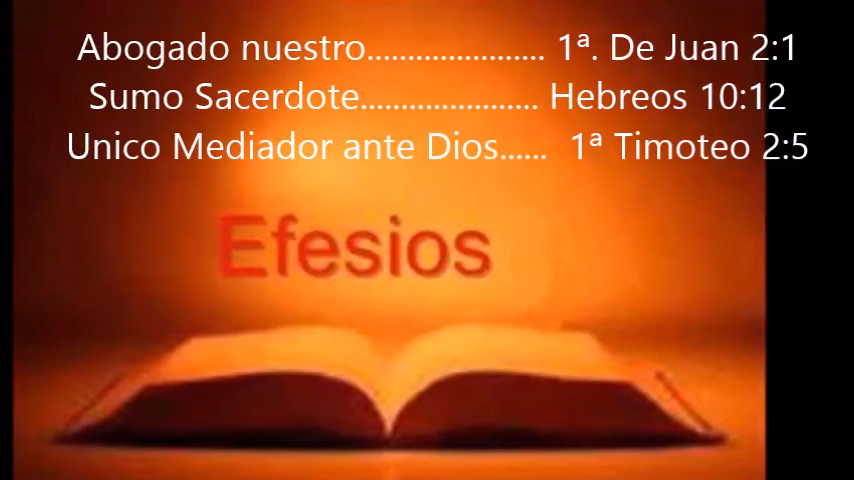 Abogado nuestro...................... 1ª. De Juan 2:1
Sumo Sacerdote...................... Hebreos 10:12
Unico Mediador ante Dios...... 1ª Timoteo 2:5
Efesios